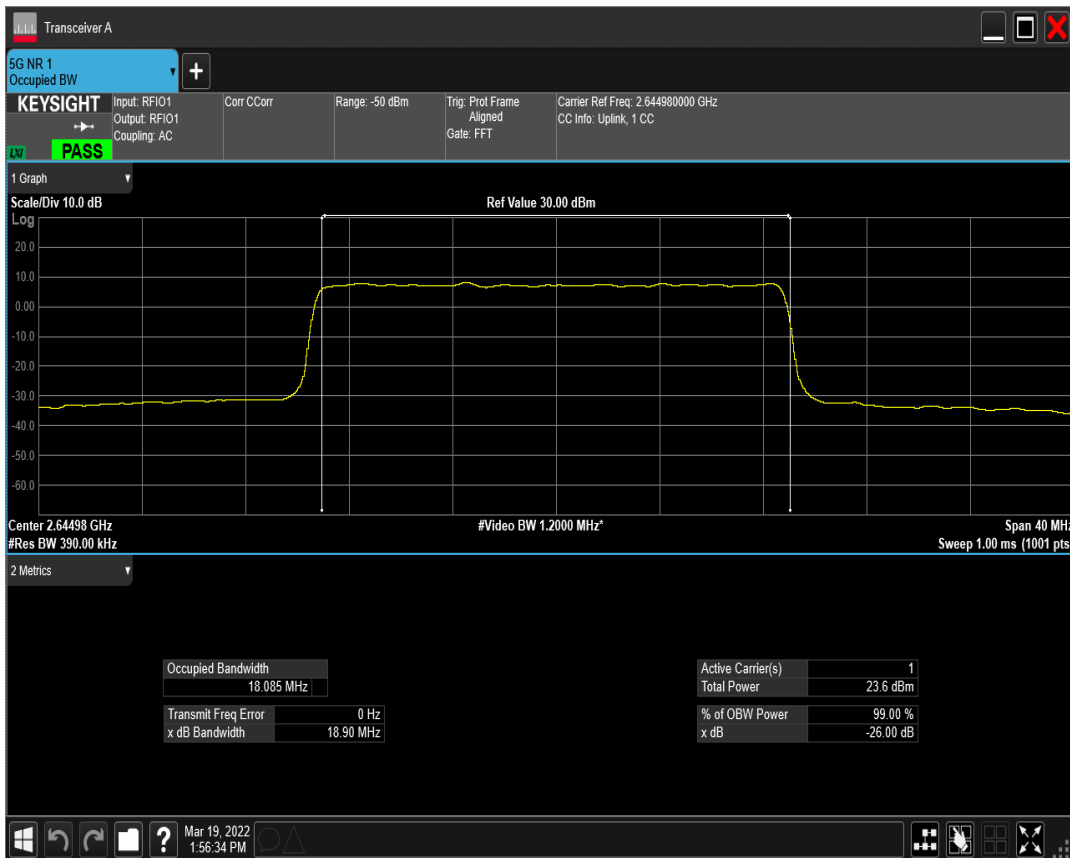 Transceiver A
5G NR 1
Occupied BW
+
KEYSIGHT
LXI
PASS
Input: RFIO1
Output: RFIO1
Coupling: AC
Corr CCorr
Range: -50 dBm
Trig: Prot Frame
Aligned
Gate: FFT
Carrier Ref Freq: 2.644980000 GHz
CC Info: Uplink, 1 CC
1 Graph
Scale/Div 10.0 dB
Ref Value 30.00 dBm
Log
20.0
10.0
0.00
-10.0
-20.0
-30.0
-40.0
-50.0
-60.0
Center 2.64498 GHz
#Video BW 1.2000 MHz*
Span 40 MHz
#Res BW 390.00 kHz
Sweep 1.00 ms (1001 pts
2 Metrics
Occupied Bandwidth
18.085 MHz
Transmit Freq Error 0 Hz
x dB Bandwidth 18.90 MHz
Active Carrier(s) 1
Total Power 23.6 dBm
% of OBW Power 99.00 %
x dB -26.00 dB
?
Mar 19, 2022
1:56:34 PM